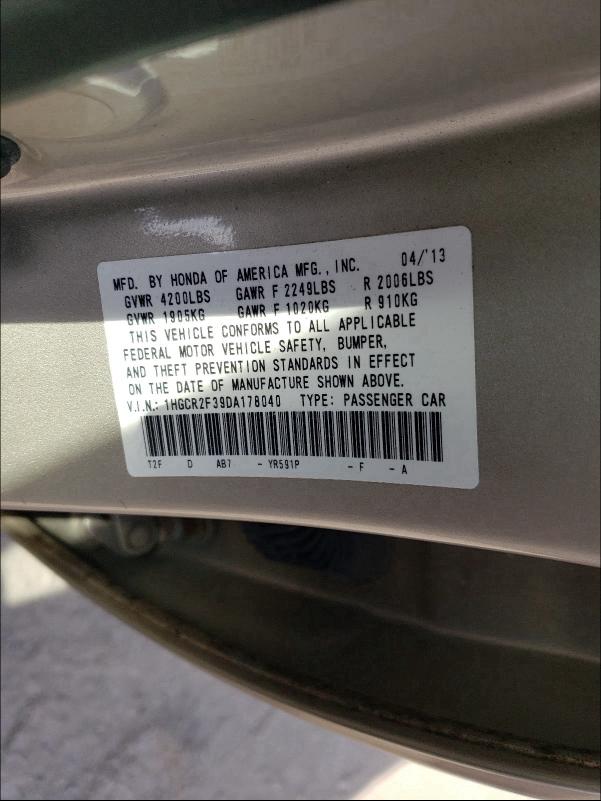 MFD. BY HONDA OF AMERICA MFG., INC. 04/'13
GVWR 4200LBS GAWR F 2249LBS R 2006LBS
GVWR 1905KG GAWR F 1020KG R 910KG
THIS VEHICLE CONFORMS TO ALL APPLICABLE
FEDERAL MOTOR VEHICLE SAFETY, BUMPER,
AND THEFT PREVENTION STANDARDS IN EFFECT
ON THE DATE OF MANUFACTURE SHOWN ABOVE.
V.I.N.: 1HGCR2F39DA178040 TYPE: PASSENGER CAR
T2F D AB7 - YR591P - F - A